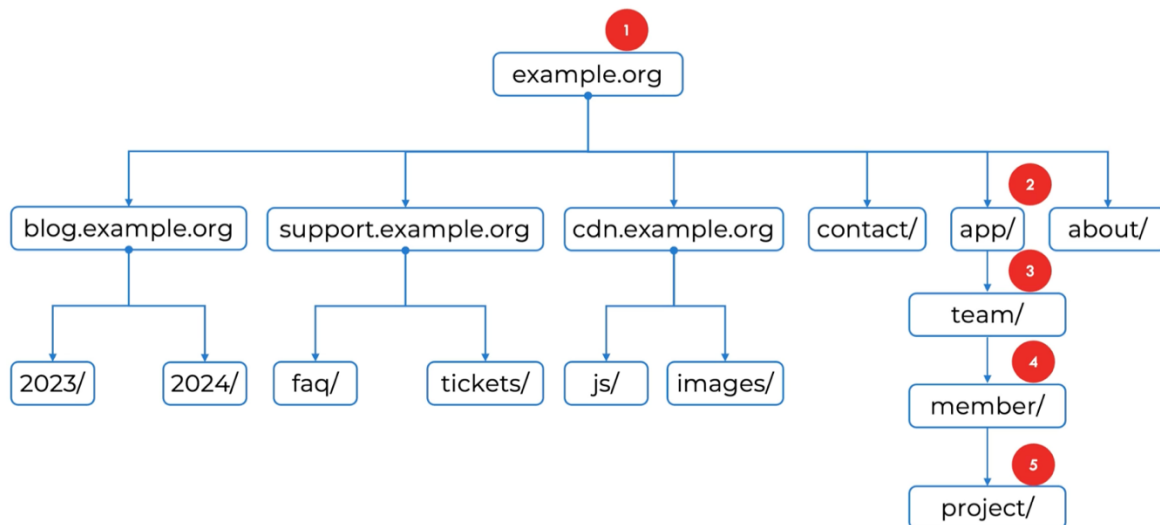 1
example.org
2
blog.example.org
support.example.org
cdn.example.org
contact/
app/
about/
3
team/
2023/
2024/
faq/
tickets/
js/
images/
4
member/
5
project/